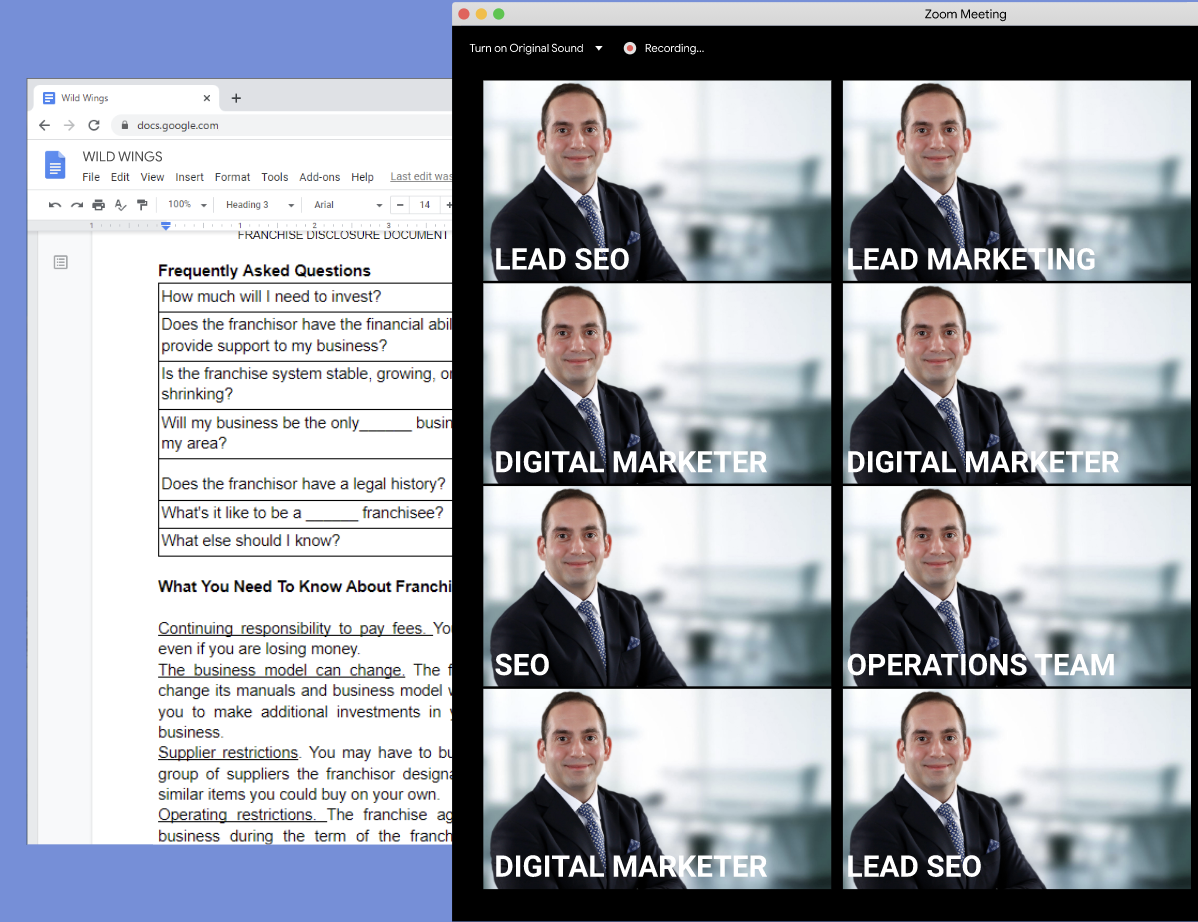 Zoom Meeting
Turn on Original Sound
Recording...
Wild Wings
docs.google.com
WILD WINGS
File Edit View Insert Format Tools Add-ons Help Last edit was
100% Heading 3 Arial 14
1 1 2 3
FRANCHISE DISCLOSURE DOCUMENT
Frequently Asked Questions
How much will I need to invest?
Does the franchisor have the financial abil
provide support to my business?
Is the franchise system stable, growing, or
shrinking?
Will my business be the only______ busin
my area?
Does the franchisor have a legal history?
What's it like to be a ______ franchisee?
What else should I know?
What You Need To Know About Franchi
Continuing responsibility to pay fees. You
even if you are losing money.
The business model can change. The f
change its manuals and business model w
you to make additional investments in y
business.
Supplier restrictions. You may have to bu
group of suppliers the franchisor designa
similar items you could buy on your own.
Operating restrictions. The franchise ag
business during the term of the franch
LEAD SEO
LEAD MARKETING
DIGITAL MARKETER
DIGITAL MARKETER
SEO
OPERATIONS TEAM
DIGITAL MARKETER
LEAD SEO